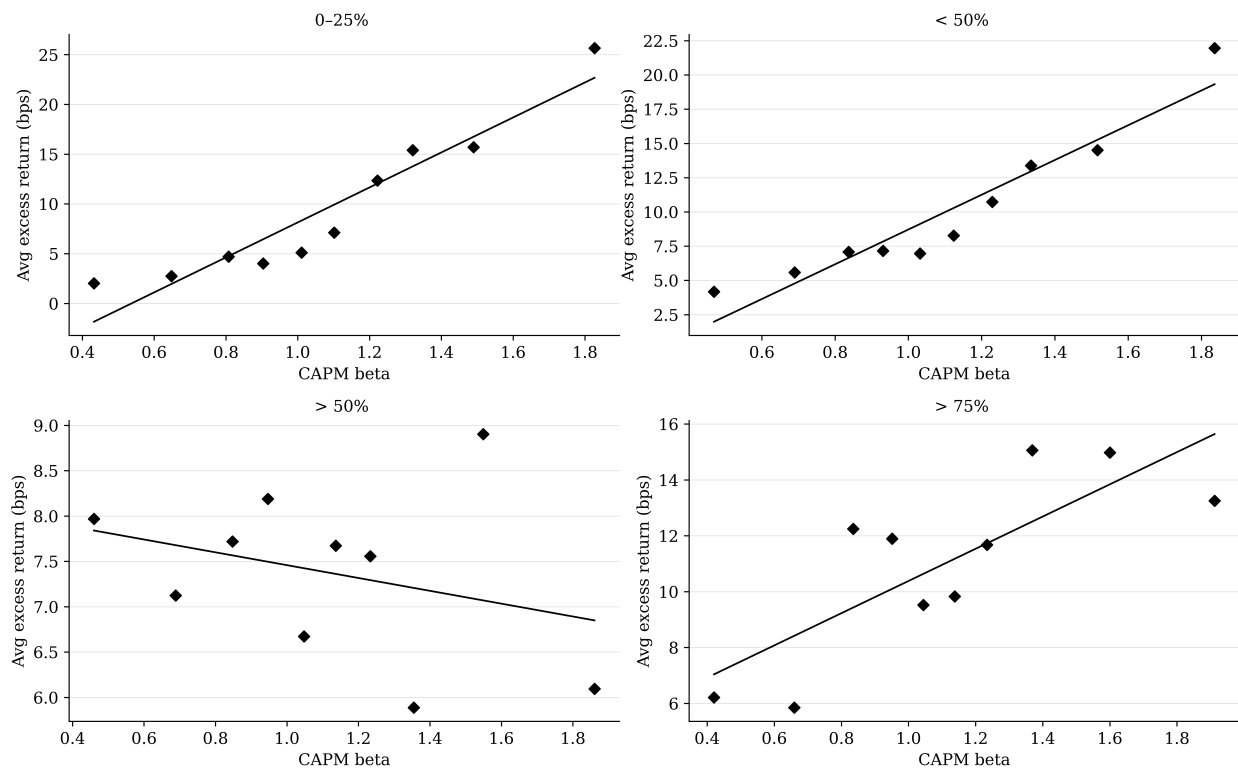 0–25%
Avg excess return (bps)
25
20
15
10
5
0
0.4 0.6 0.8 1.0 1.2 1.4 1.6 1.8
CAPM beta
< 50%
Avg excess return (bps)
22.5
20.0
17.5
15.0
12.5
10.0
7.5
5.0
2.5
0.6 0.8 1.0 1.2 1.4 1.6 1.8
CAPM beta
> 50%
Avg excess return (bps)
9.0
8.5
8.0
7.5
7.0
6.5
6.0
0.4 0.6 0.8 1.0 1.2 1.4 1.6 1.8
CAPM beta
> 75%
Avg excess return (bps)
16
14
12
10
8
6
0.4 0.6 0.8 1.0 1.2 1.4 1.6 1.8
CAPM beta